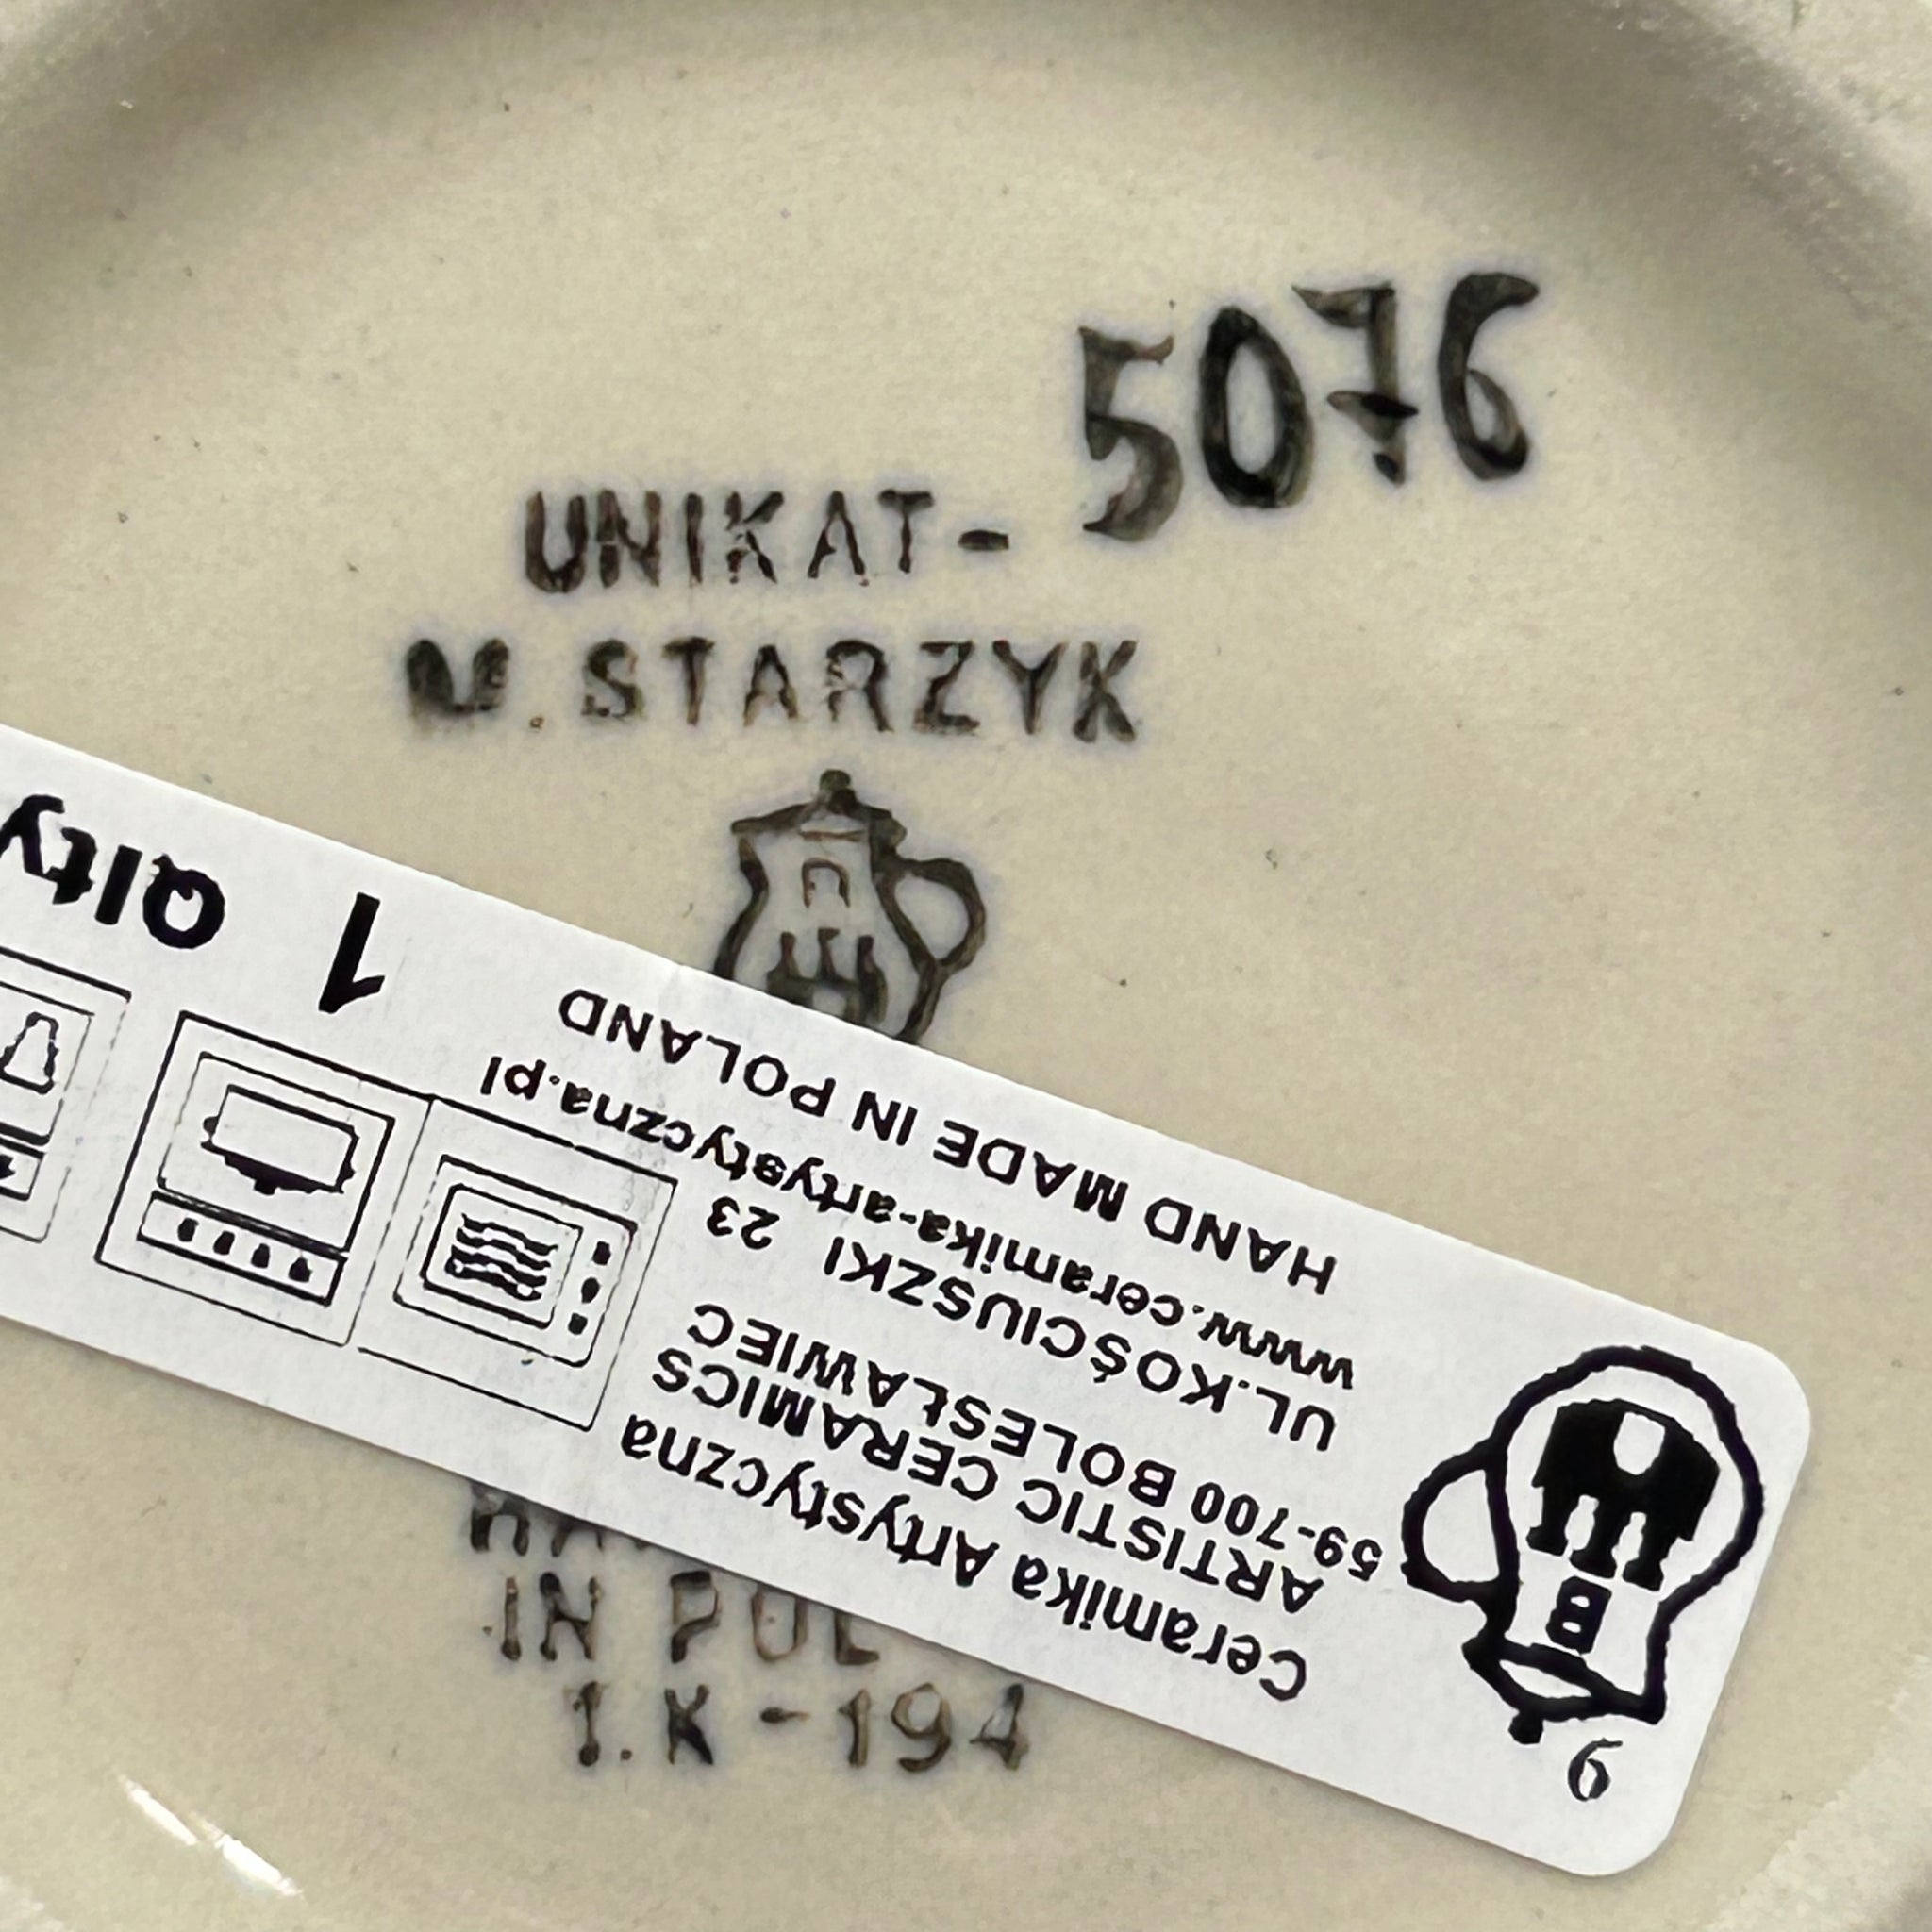 UNIKAT- 5076
M.STARZYK
IN POL
I.K-194
1 Qlty
Ceramika Artystyczna
ARTISTIC CERAMICS
59-700 BOLESŁAWIEC
UL.KOŚCIUSZKI 23
www.ceramika-artystyczna.pl
HAND MADE IN POLAND
B
6